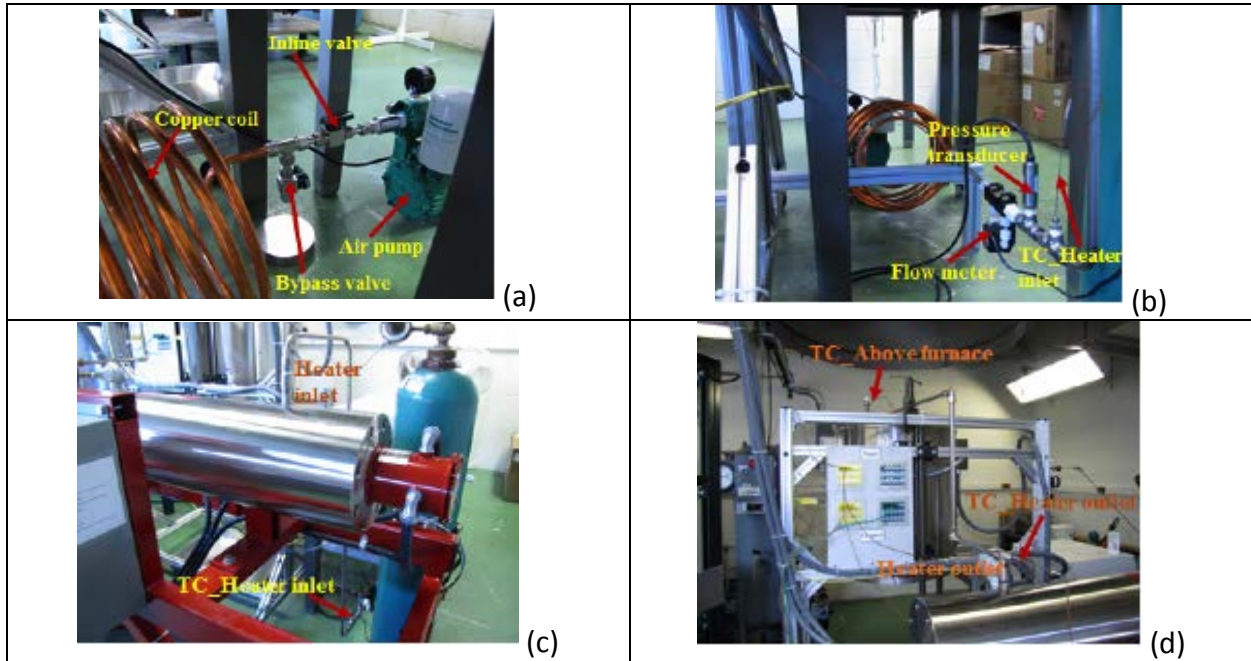 Inline valve
Copper coil
Air pump
Bypass valve
(a)
Pressure
transducer
Flow meter
TC_Heater
inlet
(b)
Heater
inlet
TC_Heater inlet
(c)
TC_Above furnace
TC_Heater outlet
Heater outlet
(d)